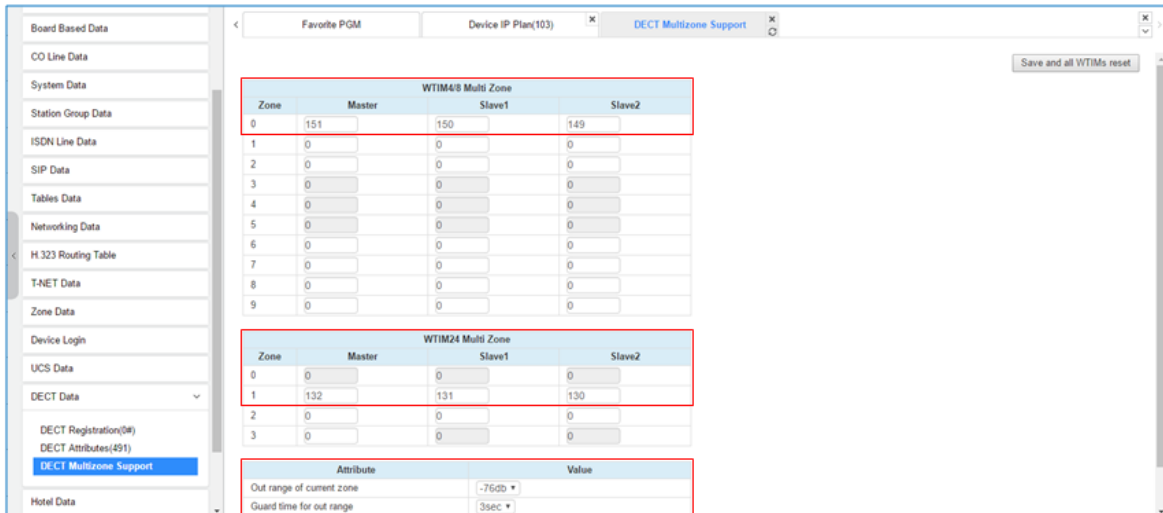 Board Based Data
CO Line Data
System Data
Station Group Data
ISDN Line Data
SIP Data
Tables Data
Networking Data
H.323 Routing Table
T-NET Data
Zone Data
Device Login
UCS Data
DECT Data
DECT Registration(0#)
DECT Attributes(491)
DECT Multizone Support
Hotel Data
Favorite PGM Device IP Plan(103) DECT Multizone Support
Save and all WTIMs reset
WTIM4/8 Multi Zone
Zone Master Slave1 Slave2
0 151 150 149
1 0 0 0
2 0 0 0
3 0 0 0
4 0 0 0
5 0 0 0
6 0 0 0
7 0 0 0
8 0 0 0
9 0 0 0
WTIM24 Multi Zone
Zone Master Slave1 Slave2
0 0 0 0
1 132 131 130
2 0 0 0
3 0 0 0
Attribute Value
Out range of current zone -76db
Guard time for out range 3sec